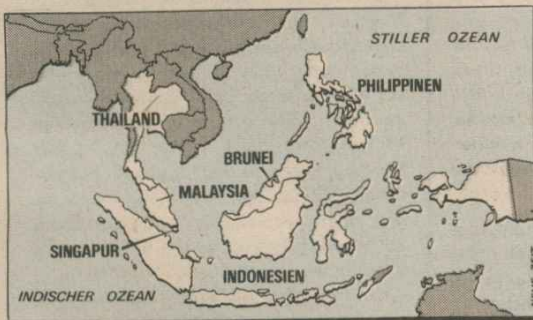 STILLER OZEAN
PHILIPPINEN
THAILAND
BRUNEI
MALAYSIA
SINGAPUR
INDONESIEN
INDISCHER OZEAN